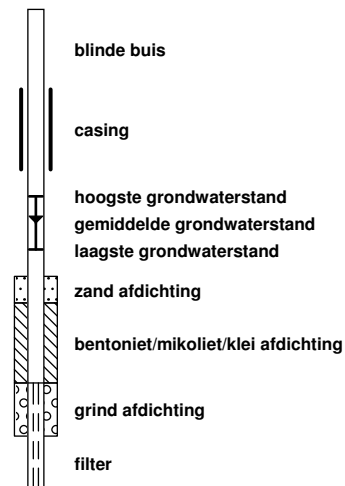 blinde buis
casing
hoogste grondwaterstand
gemiddelde grondwaterstand
laagste grondwaterstand
zand afdichting
bentoniet/mikoliet/klei afdichting
grind afdichting
filter